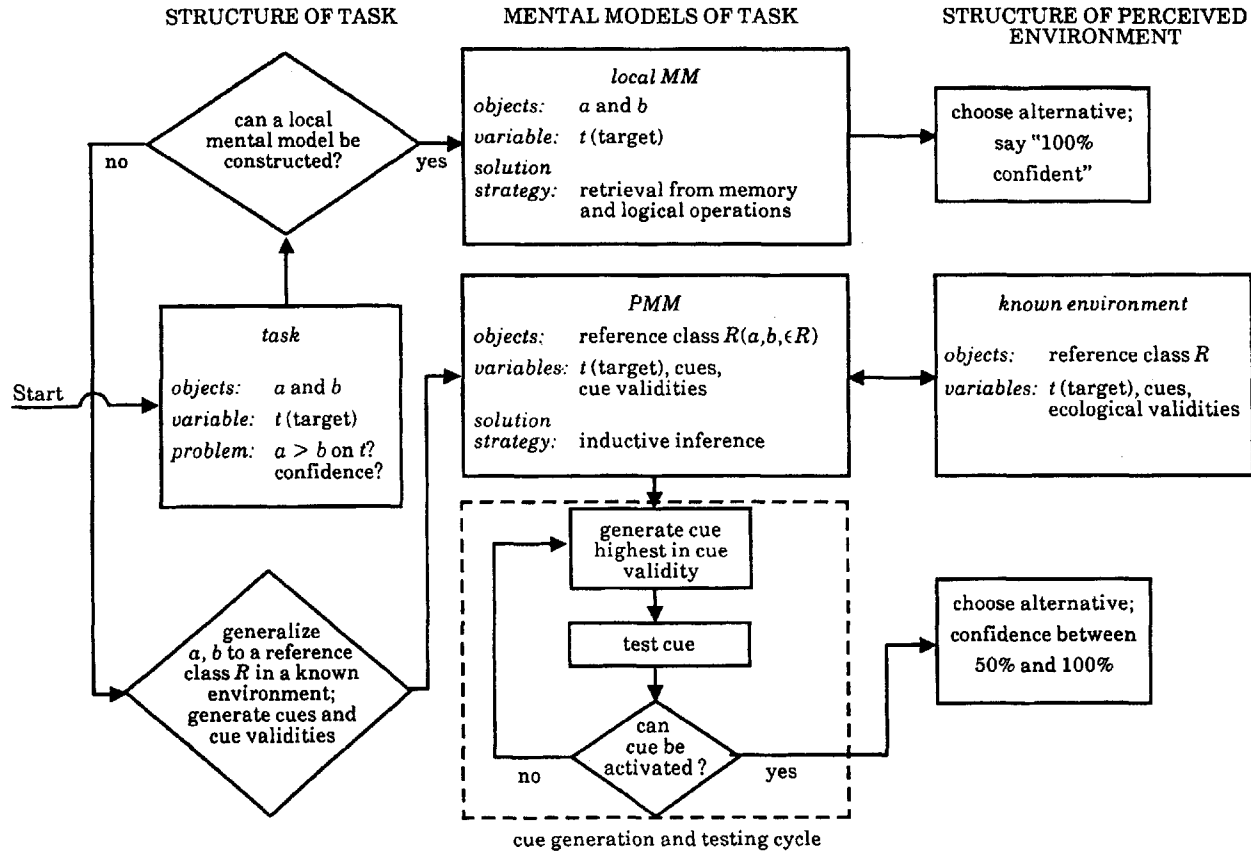 STRUCTURE OF TASK
MENTAL MODELS OF TASK
STRUCTURE OF PERCEIVED
ENVIRONMENT
can a local
mental model be
constructed?
no
yes
local MM
objects: a and b
variable: t (target)
solution
strategy: retrieval from memory
and logical operations
choose alternative;
say "100%
confident"
Start
task
objects: a and b
variable: t (target)
problem: a > b on t?
confidence?
PMM
objects: reference class R(a,b,ϵR)
variables: t (target), cues,
cue validities
solution
strategy: inductive inference
known environment
objects: reference class R
variables: t (target), cues,
ecological validities
generalize
a, b to a reference
class R in a known
environment;
generate cues and
cue validities
generate cue
highest in cue
validity
test cue
can
cue be
activated?
no
yes
choose alternative;
confidence between
50% and 100%
cue generation and testing cycle